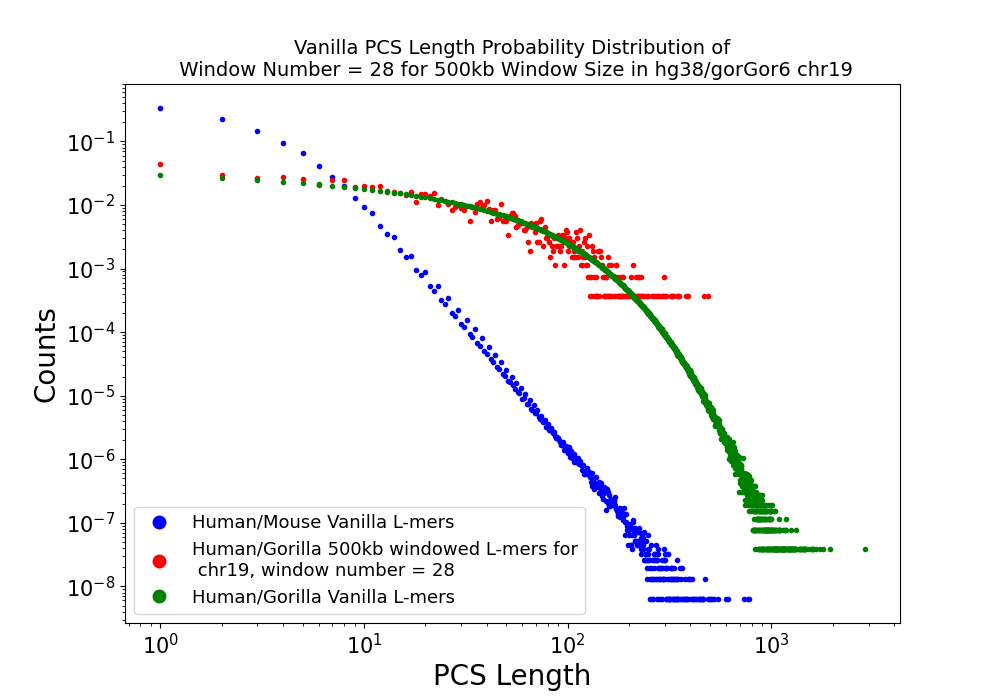 Vanilla PCS Length Probability Distribution of
Window Number = 28 for 500kb Window Size in hg38/gorGor6 chr19
Counts
10⁻¹
10⁻²
10⁻³
10⁻⁴
10⁻⁵
10⁻⁶
10⁻⁷
10⁻⁸
Human/Mouse Vanilla L-mers
Human/Gorilla 500kb windowed L-mers for
chr19, window number = 28
Human/Gorilla Vanilla L-mers
10⁰ 10¹ 10² 10³
PCS Length